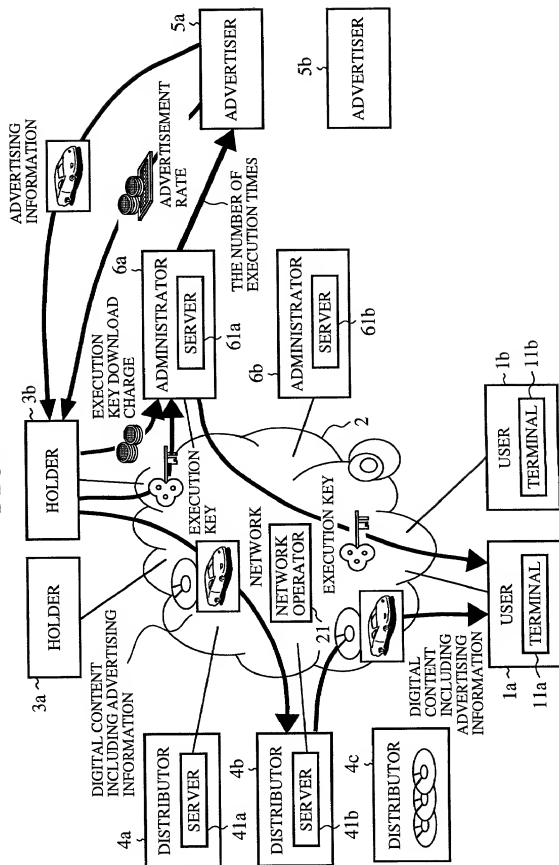 5a
ADVERTISER
5b
ADVERTISER
ADVERTISING
INFORMATION
ADVERTISEMENT
RATE
THE NUMBER OF
EXECUTION TIMES
6a
ADMINISTRATOR
SERVER
61a
6b
ADMINISTRATOR
SERVER
61b
3b
HOLDER
EXECUTION
KEY DOWNLOAD
CHARGE
EXECUTION
KEY
3a
HOLDER
2
NETWORK
NETWORK
OPERATOR
21
EXECUTION KEY
1b
USER
TERMINAL
11b
DIGITAL CONTENT
INCLUDING ADVERTISING
INFORMATION
4a
DISTRIBUTOR
SERVER
41a
4b
DISTRIBUTOR
SERVER
41b
4c
DISTRIBUTOR
DIGITAL
CONTENT
INCLUDING
ADVERTISING
INFORMATION
1a
USER
TERMINAL
11a